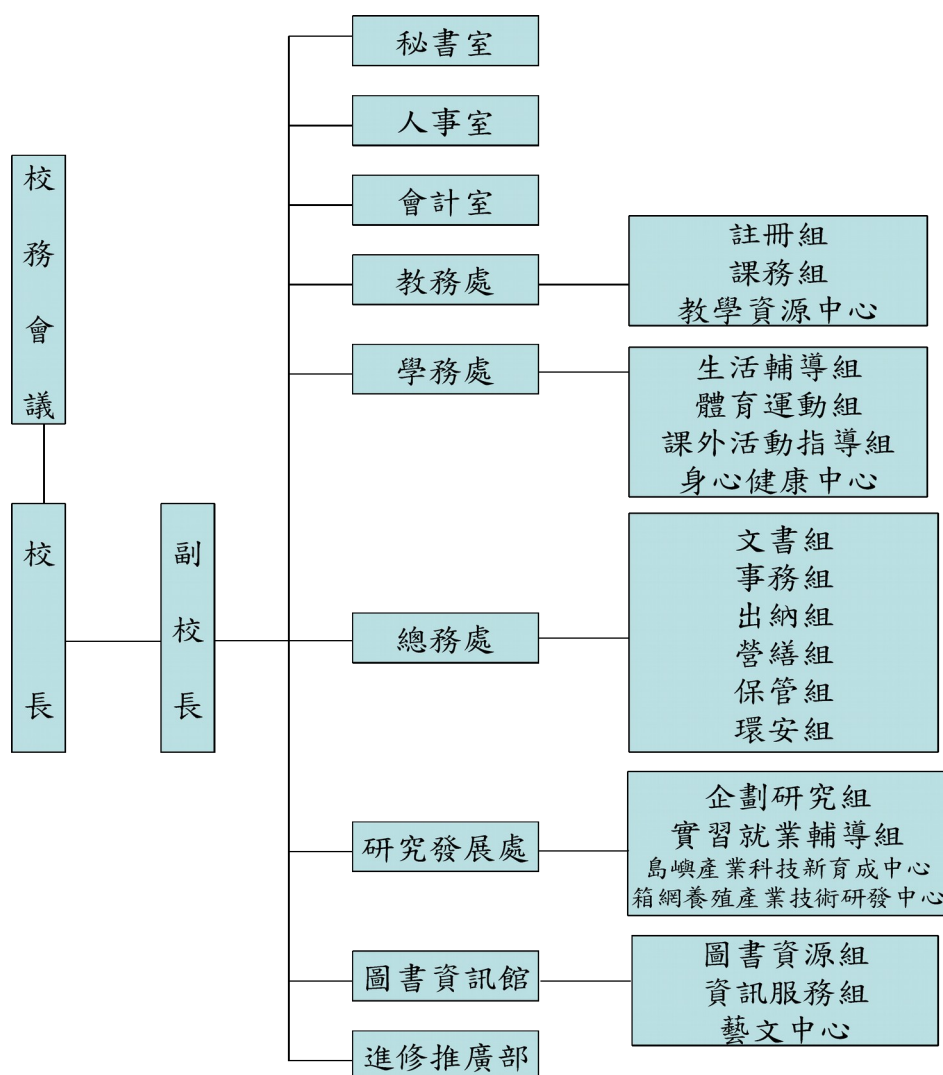 校務會議
校長
副校長
秘書室
人事室
會計室
教務處
註冊組
課務組
教學資源中心
學務處
生活輔導組
體育運動組
課外活動指導組
身心健康中心
總務處
文書組
事務組
出納組
營繕組
保管組
環安組
研究發展處
企劃研究組
實習就業輔導組
島嶼產業科技新育成中心
箱網養殖產業技術研發中心
圖書資訊館
圖書資源組
資訊服務組
藝文中心
進修推廣部